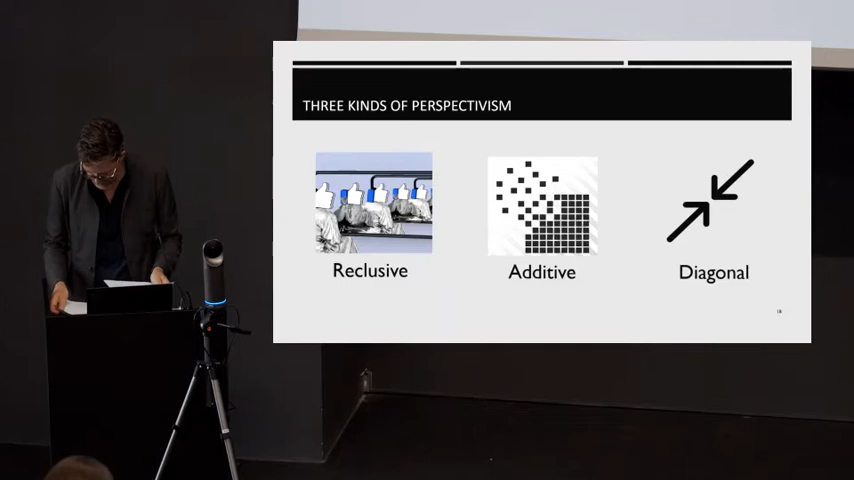 THREE KINDS OF PERSPECTIVISM
Reclusive
Additive
Diagonal